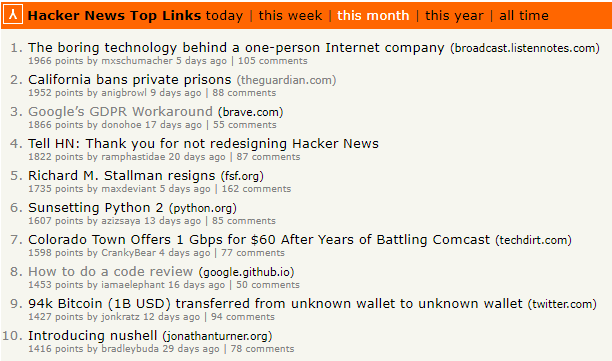 Hacker News Top Links today | this week | this month | this year | all time
1. The boring technology behind a one-person Internet company (broadcast.listennotes.com)
1966 points by mxschumacher 5 days ago | 105 comments
2. California bans private prisons (theguardian.com)
1952 points by anigbrowl 9 days ago | 88 comments
3. Google's GDPR Workaround (brave.com)
1866 points by donohoe 17 days ago | 55 comments
4. Tell HN: Thank you for not redesigning Hacker News
1822 points by ramphastidae 20 days ago | 87 comments
5. Richard M. Stallman resigns (fsf.org)
1735 points by maxdeviant 5 days ago | 162 comments
6. Sunsetting Python 2 (python.org)
1607 points by azizsaya 13 days ago | 85 comments
7. Colorado Town Offers 1 Gbps for $60 After Years of Battling Comcast (techdirt.com)
1598 points by CrankyBear 4 days ago | 77 comments
8. How to do a code review (google.github.io)
1453 points by iamaelephant 16 days ago | 50 comments
9. 94k Bitcoin (1B USD) transferred from unknown wallet to unknown wallet (twitter.com)
1427 points by jonkratz 12 days ago | 94 comments
10. Introducing nushell (jonathanturner.org)
1416 points by bradleybuda 29 days ago | 78 comments